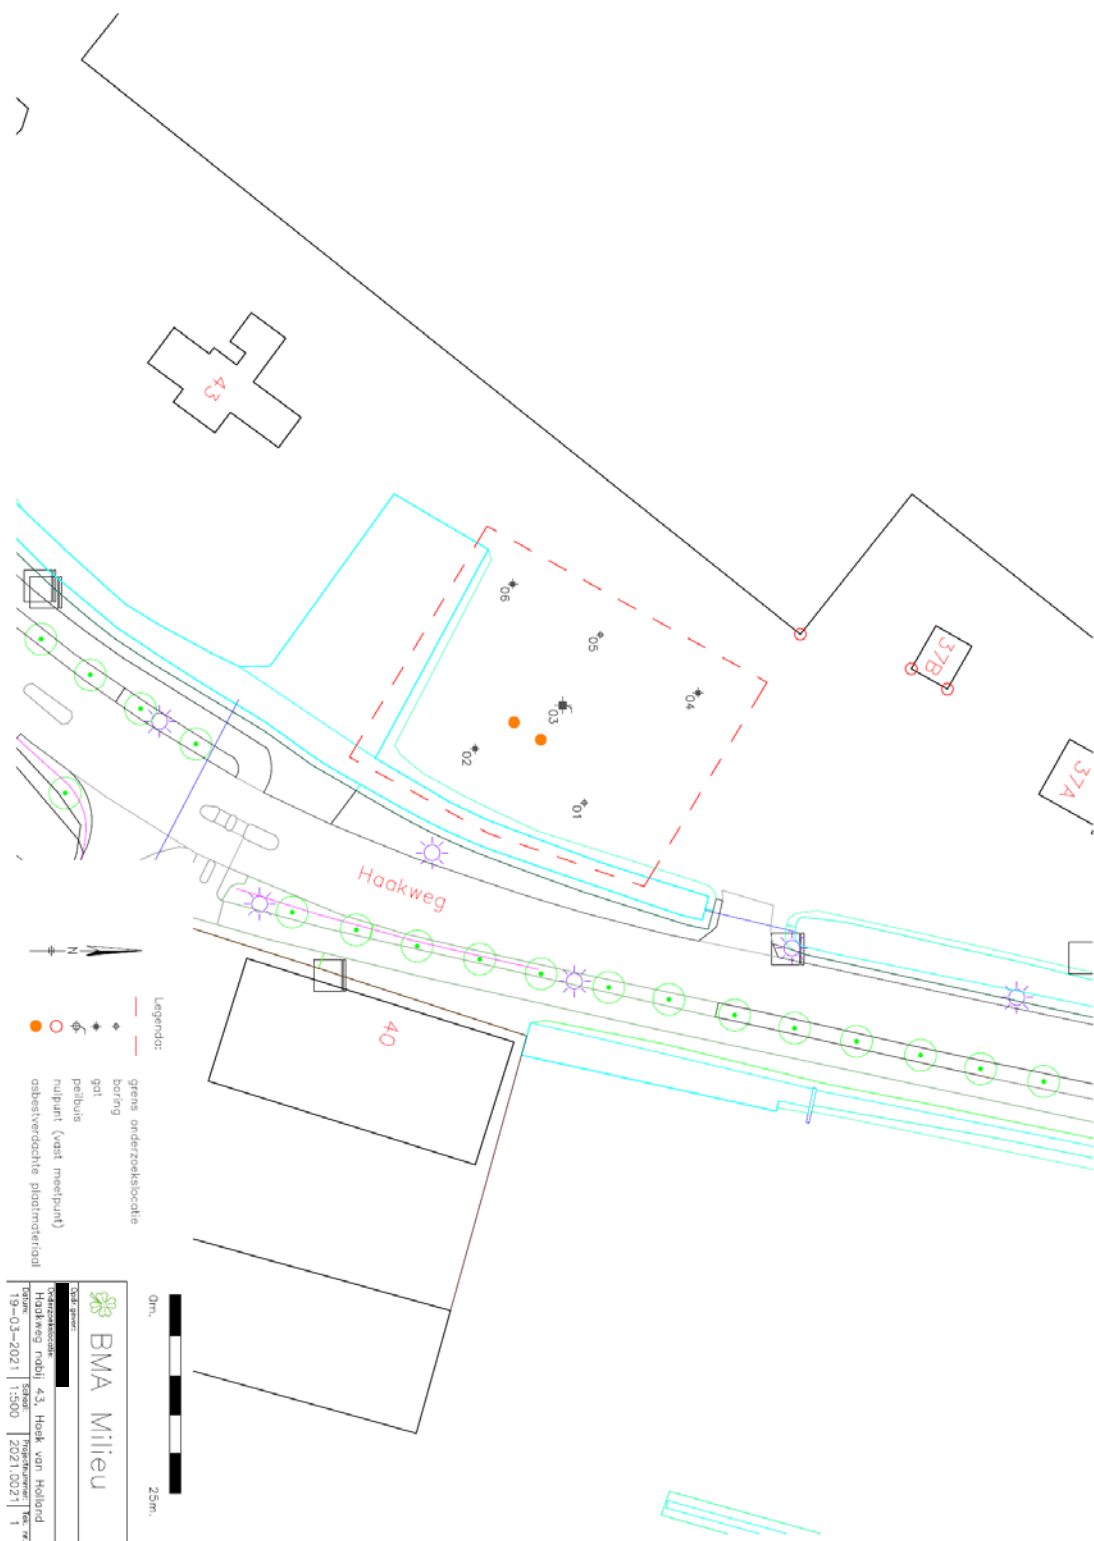 43
37B
37A
06
05
04
03
02
01
Haakweg
40
N
Legenda:
grens onderzoekslocatie
boring
gat
peilbuis
nulpunt (vast meetpunt)
asbestverdachte plaatmateriaal
0m. 25m.
BMA Milieu
Opdr.gever:
Onderzoekslocatie:
Haakweg nabij 43, Hoek van Holland
Datum: Schaal: Projectnummer: Tek. nr.
19-03-2021 1:500 2021.0021 1